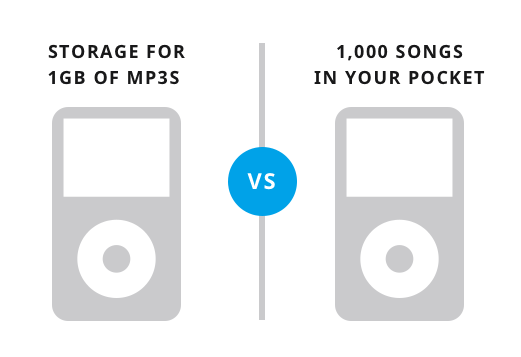 STORAGE FOR
1GB OF MP3S
VS
1,000 SONGS
IN YOUR POCKET